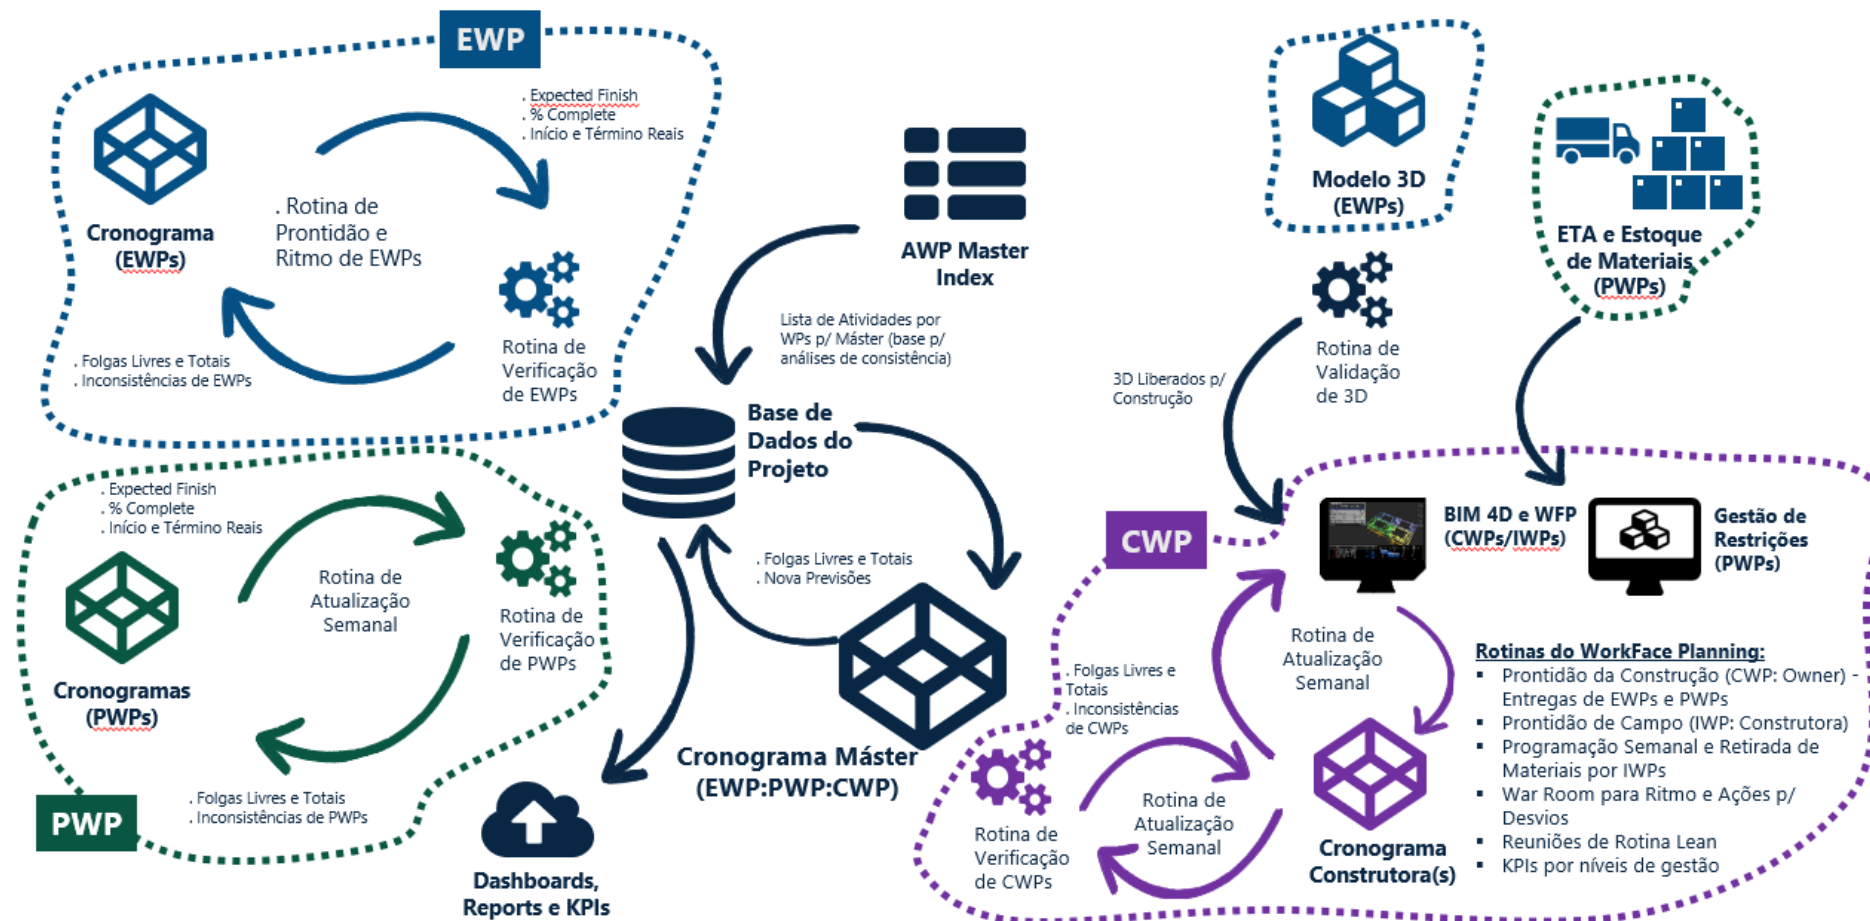 EWP
. Expected Finish
. % Complete
. Início e Término Reais
Cronograma
(EWPs)
. Rotina de
Prontidão e
Ritmo de EWPs
Rotina de
Verificação
de EWPs
. Folgas Livres e Totais
. Inconsistências de EWPs
. Expected Finish
. % Complete
. Início e Término Reais
Cronogramas
(PWPs)
Rotina de
Atualização
Semanal
Rotina de
Verificação
de PWPs
. Folgas Livres e Totais
. Inconsistências de PWPs
PWP
AWP Master
Index
Lista de Atividades por
WPs p/ Máster (base p/
análises de consistência)
Base de
Dados do
Projeto
. Folgas Livres e Totais
. Nova Previsões
Cronograma Máster
(EWP:PWP:CWP)
Dashboards,
Reports e KPIs
Modelo 3D
(EWPs)
Rotina de
Validação
de 3D
3D Liberados p/
Construção
ETA e Estoque
de Materiais
(PWPs)
CWP
BIM 4D e WFP
(CWPs/IWPs)
Gestão de
Restrições
(PWPs)
Rotina de
Atualização
Semanal
. Folgas Livres e
Totais
. Inconsistências
de CWPs
Rotina de
Verificação
de CWPs
Rotina de
Atualização
Semanal
Cronograma
Construtora(s)
Rotinas do WorkFace Planning:
▪ Prontidão da Construção (CWP: Owner) -
Entregas de EWPs e PWPs
▪ Prontidão de Campo (IWP: Construtora)
▪ Programação Semanal e Retirada de
Materiais por IWPs
▪ War Room para Ritmo e Ações p/
Desvios
▪ Reuniões de Rotina Lean
▪ KPIs por níveis de gestão